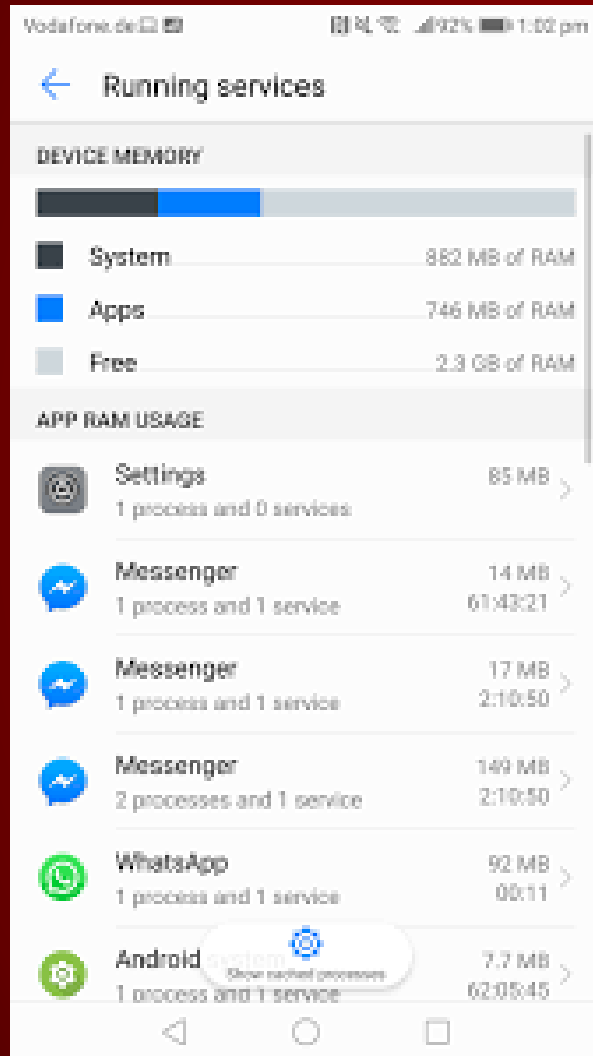 Vodafone.de 92% 1:02 pm
Running services
DEVICE MEMORY
System 882 MB of RAM
Apps 746 MB of RAM
Free 2.3 GB of RAM
APP RAM USAGE
Settings 85 MB
1 process and 0 services
Messenger 14 MB
1 process and 1 service 61:43:21
Messenger 17 MB
1 process and 1 service 2:10:50
Messenger 149 MB
2 processes and 1 service 2:10:50
WhatsApp 92 MB
1 process and 1 service 00:11
Android system 7.7 MB
Show cached processes
1 process and 1 service 62:05:45